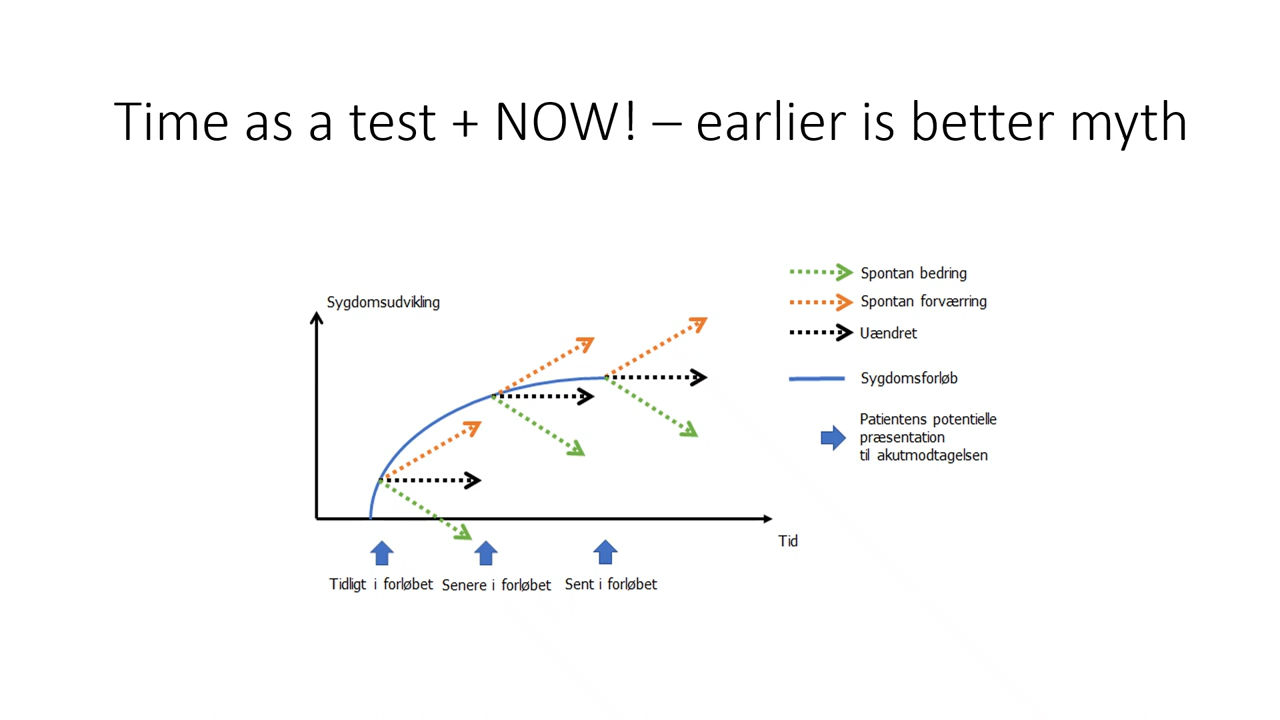 Time as a test + NOW! – earlier is better myth
Sygdomsudvikling
Spontan bedring
Spontan forværring
Uændret
Sygdomsforløb
Patientens potentielle
præsentation
til akutmodtagelsen
Tid
Tidligt i forløbet
Senere i forløbet
Sent i forløbet